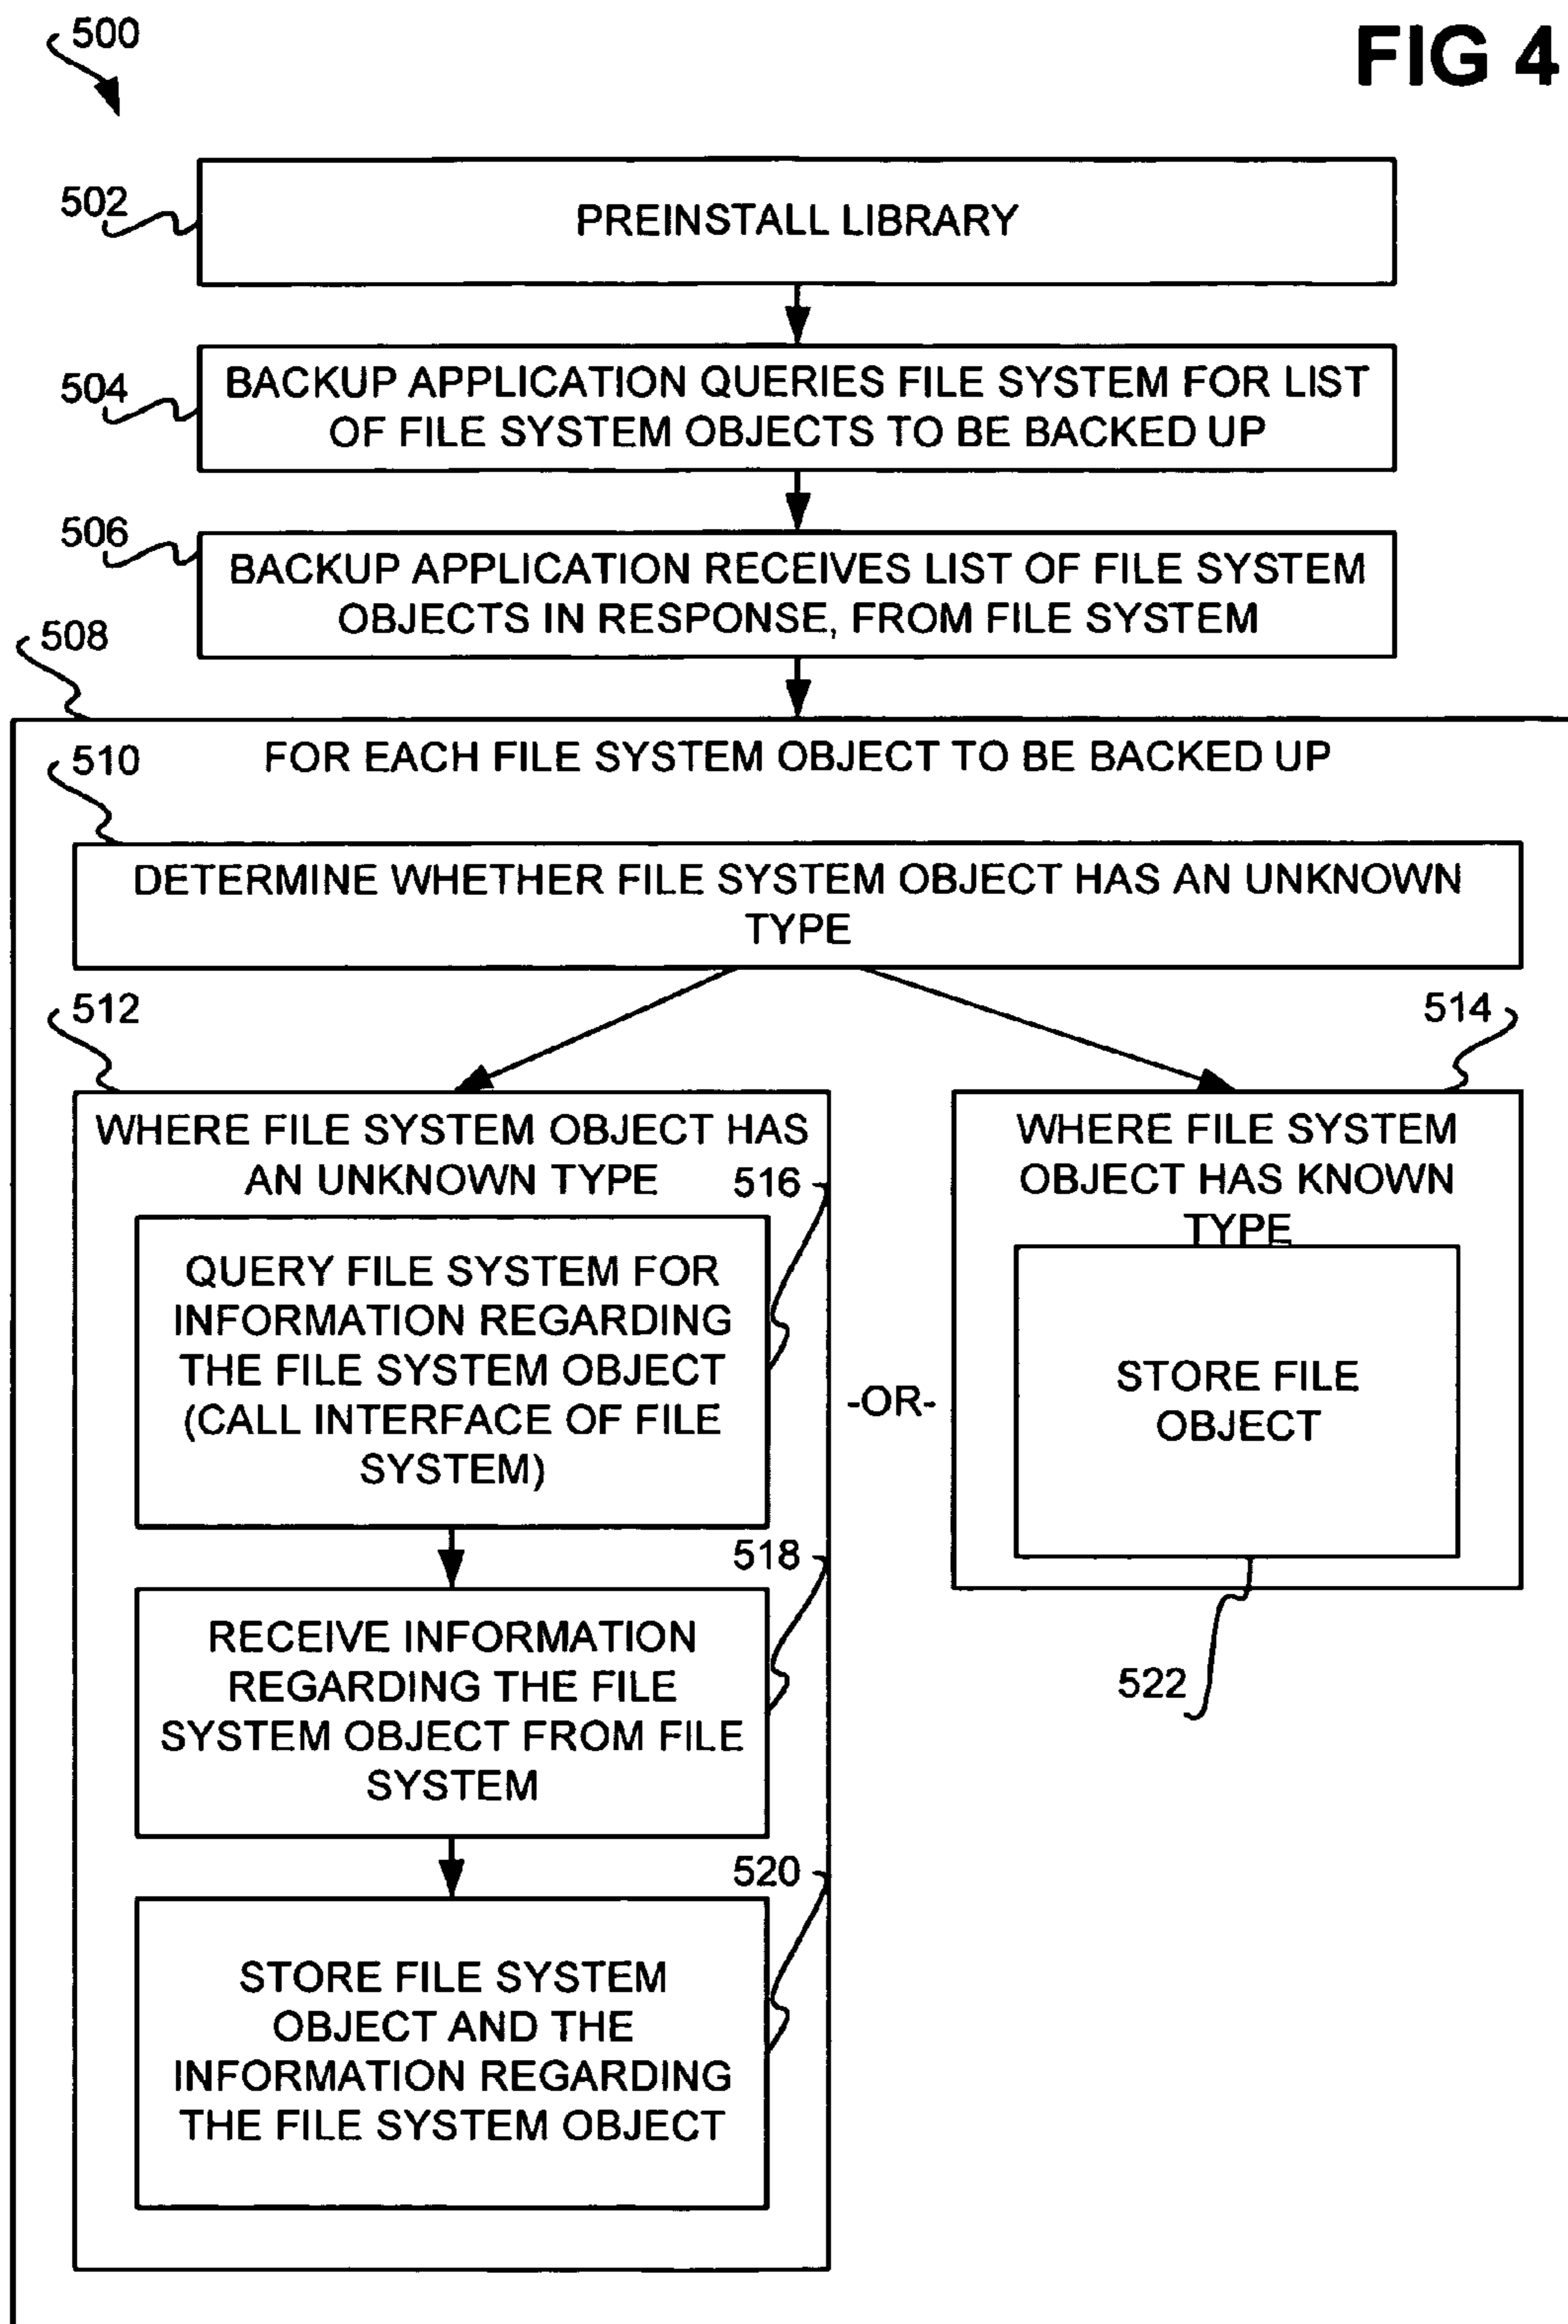 500
FIG 4
502
PREINSTALL LIBRARY
504
BACKUP APPLICATION QUERIES FILE SYSTEM FOR LIST
OF FILE SYSTEM OBJECTS TO BE BACKED UP
506
BACKUP APPLICATION RECEIVES LIST OF FILE SYSTEM
OBJECTS IN RESPONSE, FROM FILE SYSTEM
508
FOR EACH FILE SYSTEM OBJECT TO BE BACKED UP
510
DETERMINE WHETHER FILE SYSTEM OBJECT HAS AN UNKNOWN
TYPE
512
WHERE FILE SYSTEM OBJECT HAS
AN UNKNOWN TYPE
516
QUERY FILE SYSTEM FOR
INFORMATION REGARDING
THE FILE SYSTEM OBJECT
(CALL INTERFACE OF FILE
SYSTEM)
518
RECEIVE INFORMATION
REGARDING THE FILE
SYSTEM OBJECT FROM FILE
SYSTEM
520
STORE FILE SYSTEM
OBJECT AND THE
INFORMATION REGARDING
THE FILE SYSTEM OBJECT
-OR-
514
WHERE FILE SYSTEM
OBJECT HAS KNOWN
TYPE
STORE FILE
OBJECT
522